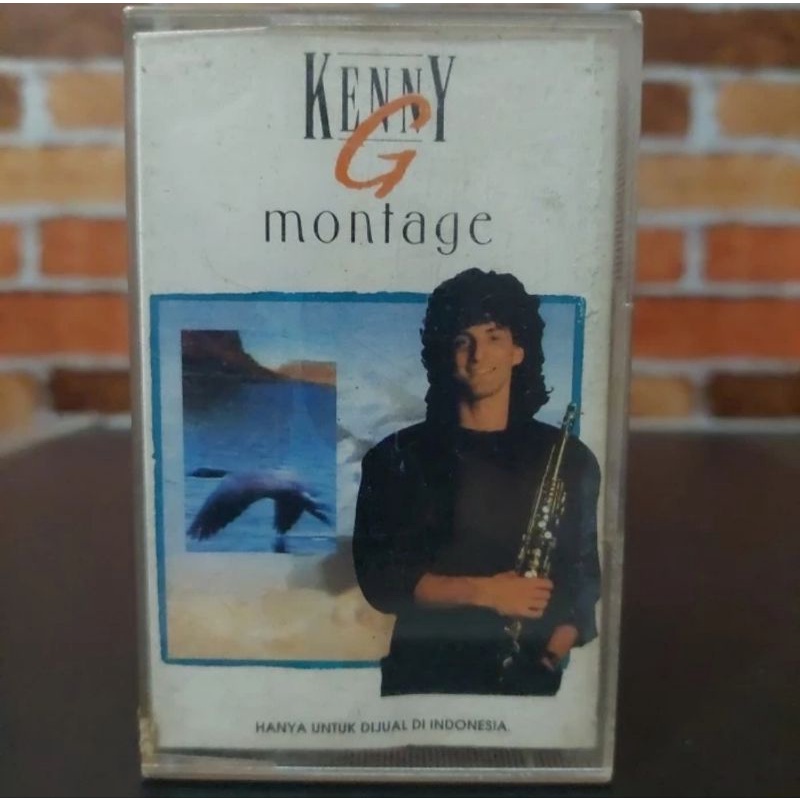 KENNY
G
montage
HANYA UNTUK DIJUAL DI INDONESIA.